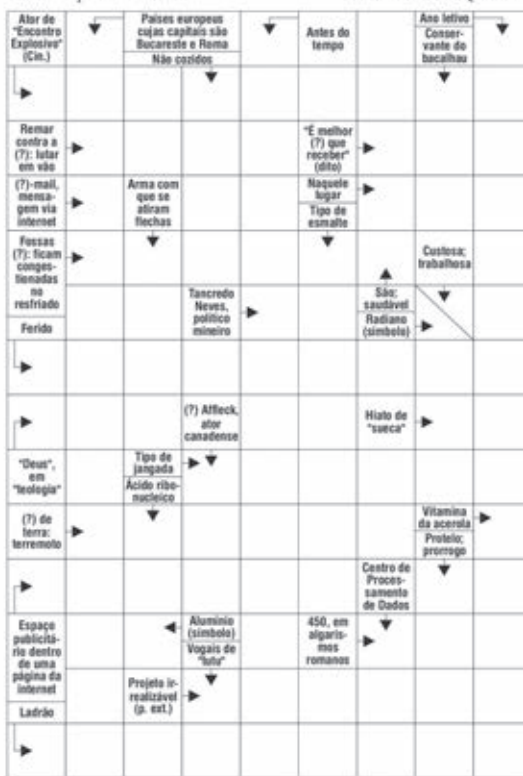 Ator de
"Encontro
Explosivo"
(Cin.)
Países europeus
cujas capitais são
Bucareste e Roma
Não cozidos
Antes do
tempo
Ano letivo
Conser-
vante do
bacalhau
Remar
contra a
(?): lutar
em vão
"É melhor
(?) que
receber"
(dito)
(?)-mail,
mensa-
gem via
internet
Arma com
que se
atiram
flechas
Naquele
lugar
Tipo de
esmalte
Fossas
(?): ficam
conges-
tionadas
no
resfriado
Ferido
Custosa;
trabalhosa
Tancredo
Neves,
político
mineiro
São;
saudável
Radiano
(símbolo)
(?) Affleck,
ator
canadense
Hiato de
"sueca"
"Deus",
em
"teologia"
Tipo de
jangada
Ácido ribo-
nucleico
(?) de
terra:
terremoto
Vitamina
da acerola
Protelo;
prorrogo
Centro de
Proces-
samento
de Dados
Espaço
publicitá-
rio dentro
de uma
página da
internet
Ladrão
Alumínio
(símbolo)
Vogais de
"tutu"
450, em
algaris-
mos
romanos
Projeto ir-
realizável
(p. ext.)